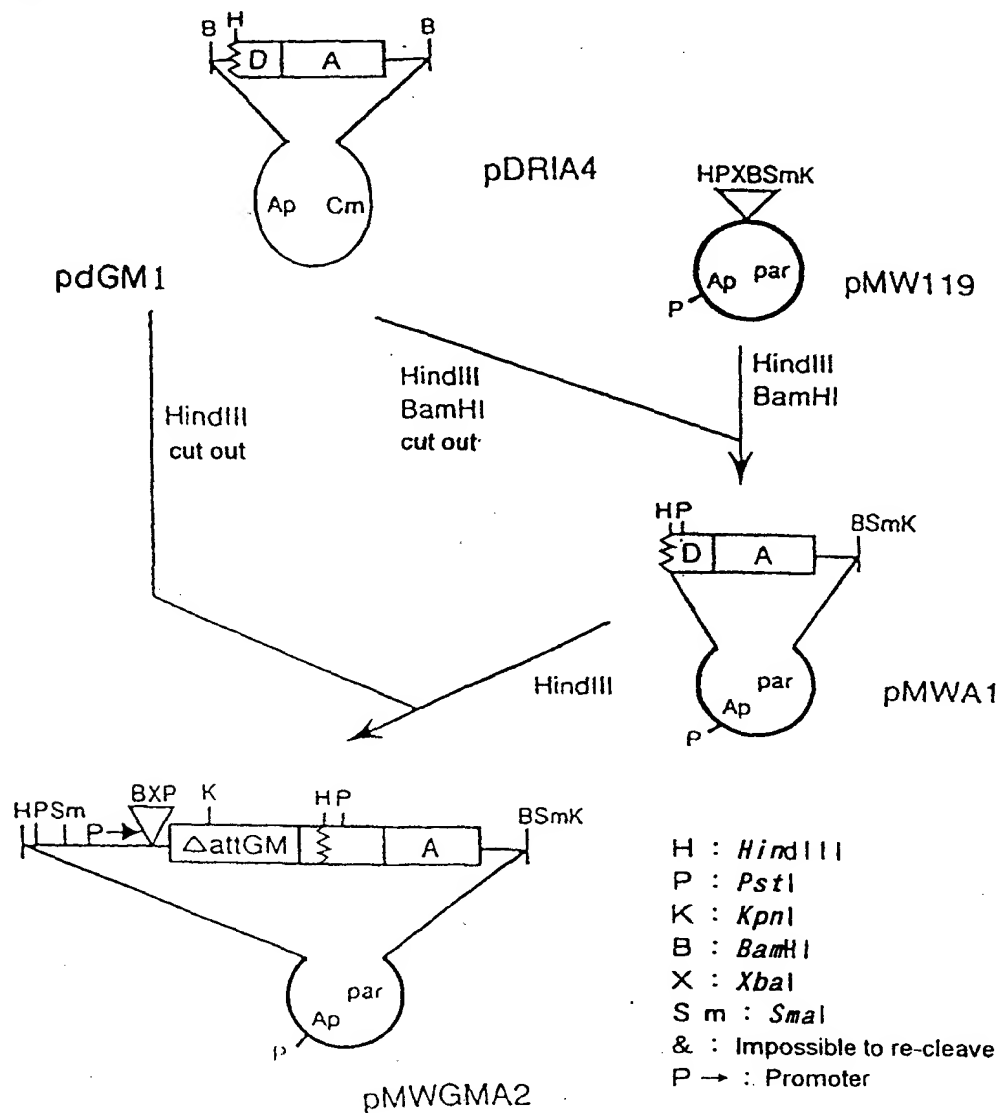 H
B
B
D A
Ap Cm
pDRIA4
HPXBSmK
Ap par
P
pMW119
pdGM1
HindIII
cut out
HindIII
BamHI
cut out
HindIII
BamHI
HP
BSmK
D A
par
Ap
P
pMWA1
HindIII
BXP
K
HPSm
P
HP
BSmK
△attGM
A
par
Ap
P
pMWGMA2
H : HindIII
P : PstI
K : KpnI
B : BamHI
X : XbaI
Sm : SmaI
& : Impossible to re-cleave
P → : Promoter